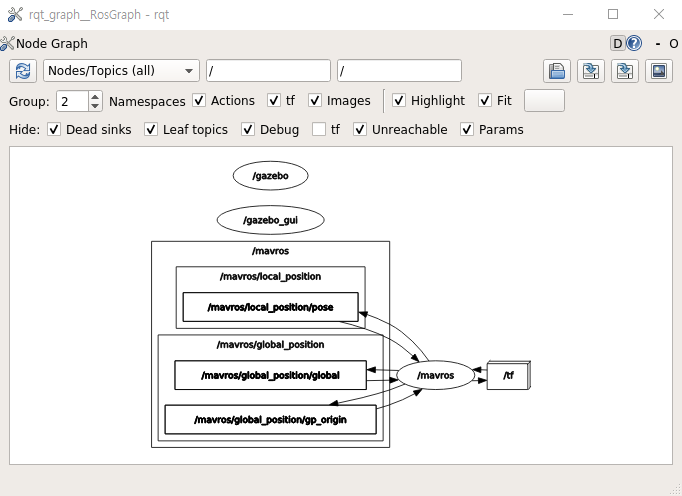 rqt_graph__RosGraph - rqt
Node Graph
D ? - O
Nodes/Topics (all) / /
Group: 2 Namespaces Actions tf Images Highlight Fit
Hide: Dead sinks Leaf topics Debug tf Unreachable Params
/gazebo
/gazebo_gui
/mavros
/mavros/local_position
/mavros/local_position/pose
/mavros/global_position
/mavros/global_position/global
/mavros
/tf
/mavros/global_position/gp_origin